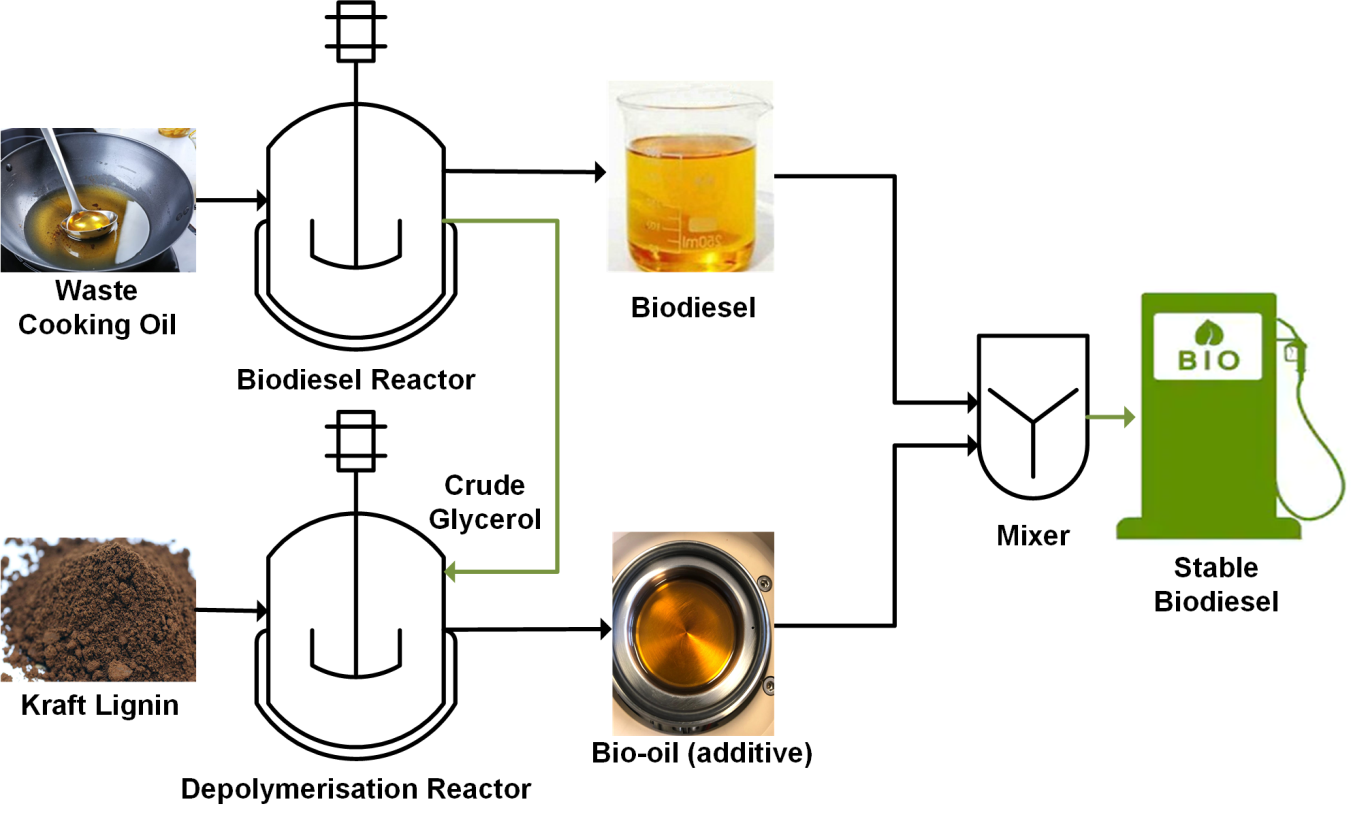 Waste
Cooking Oil
Biodiesel Reactor
Biodiesel
250ml
Crude
Glycerol
Kraft Lignin
Depolymerisation Reactor
Bio-oil (additive)
Mixer
BIO
Stable
Biodiesel